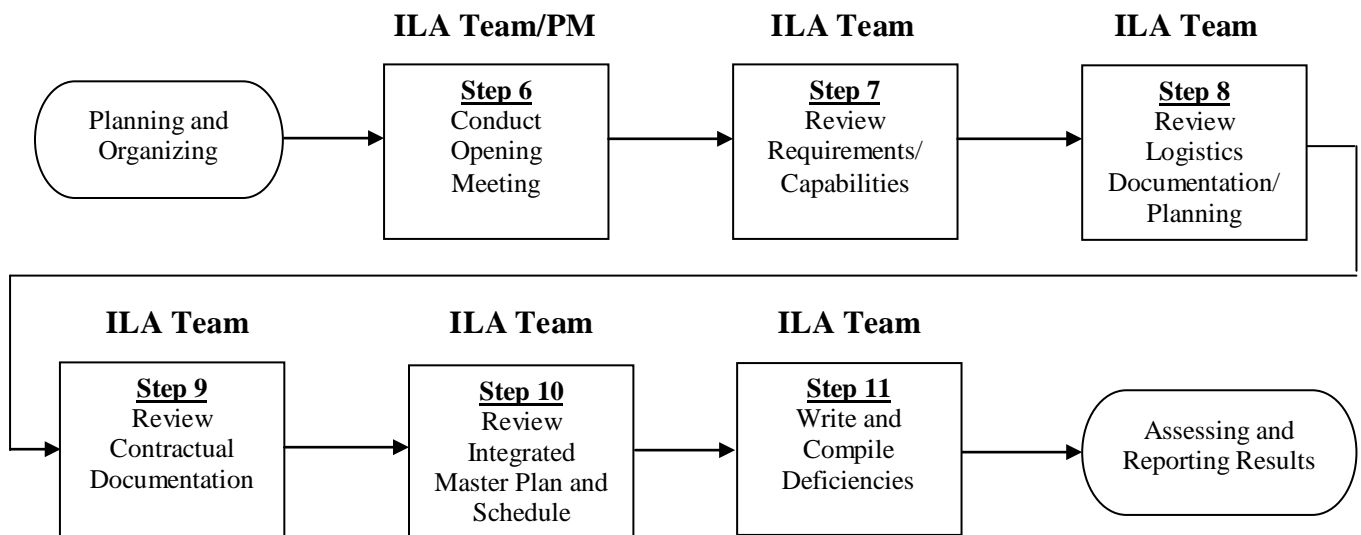 ILA Team/PM
ILA Team
ILA Team
Planning and
Organizing
Step 6
Conduct
Opening
Meeting
Step 7
Review
Requirements/
Capabilities
Step 8
Review
Logistics
Documentation/
Planning
ILA Team
ILA Team
ILA Team
Step 9
Review
Contractual
Documentation
Step 10
Review
Integrated
Master Plan and
Schedule
Step 11
Write and
Compile
Deficiencies
Assessing and
Reporting Results